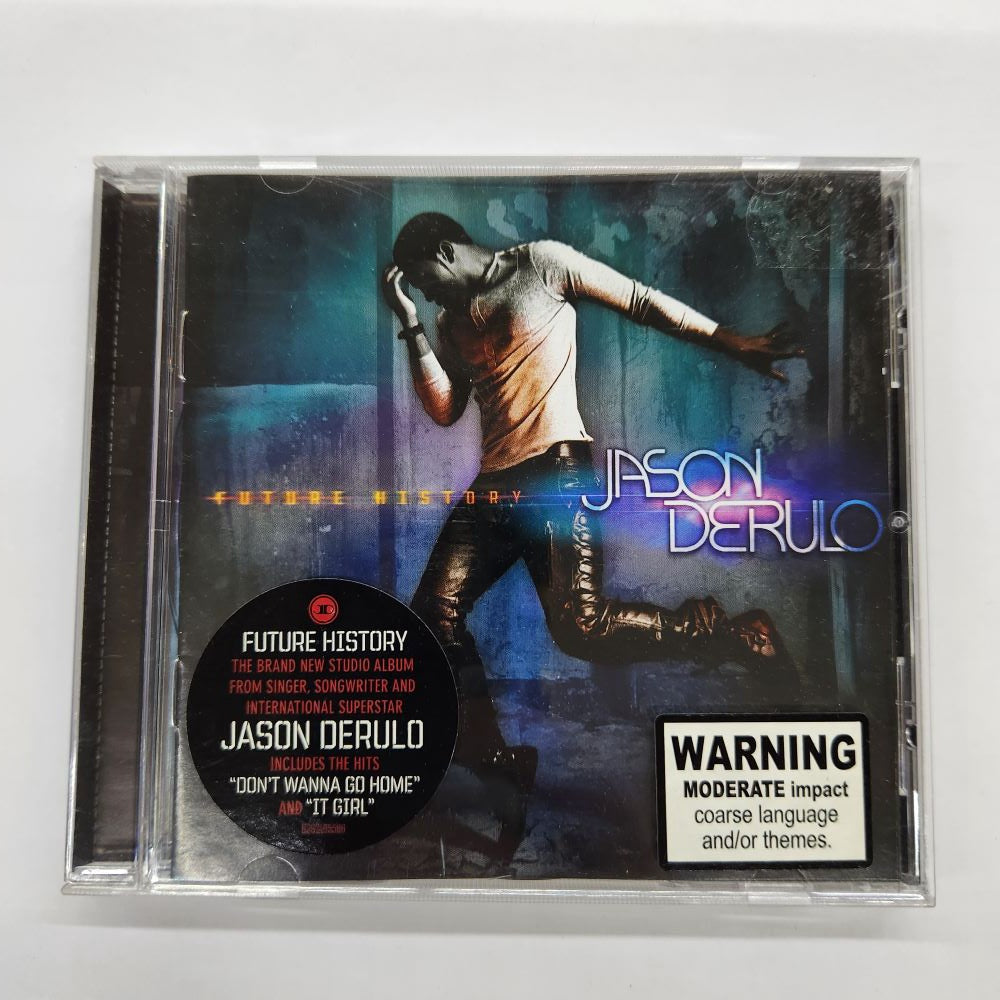 FUTURE HISTORY
JASON
DERULO
FUTURE HISTORY
THE BRAND NEW STUDIO ALBUM
FROM SINGER, SONGWRITER AND
INTERNATIONAL SUPERSTAR
JASON DERULO
INCLUDES THE HITS
"DON'T WANNA GO HOME"
AND "IT GIRL"
WARNING
MODERATE impact
coarse language
and/or themes.